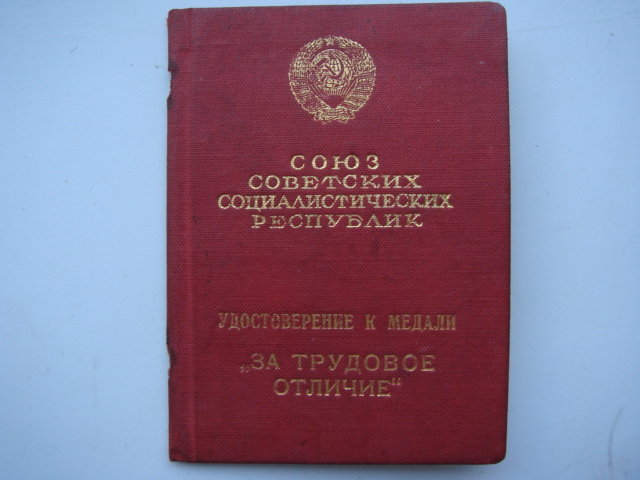 СОЮЗ
СОВЕТСКИХ
СОЦИАЛИСТИЧЕСКИХ
РЕСПУБЛИК
УДОСТОВЕРЕНИЕ К МЕДАЛИ
„ЗА ТРУДОВОЕ
ОТЛИЧИЕ“